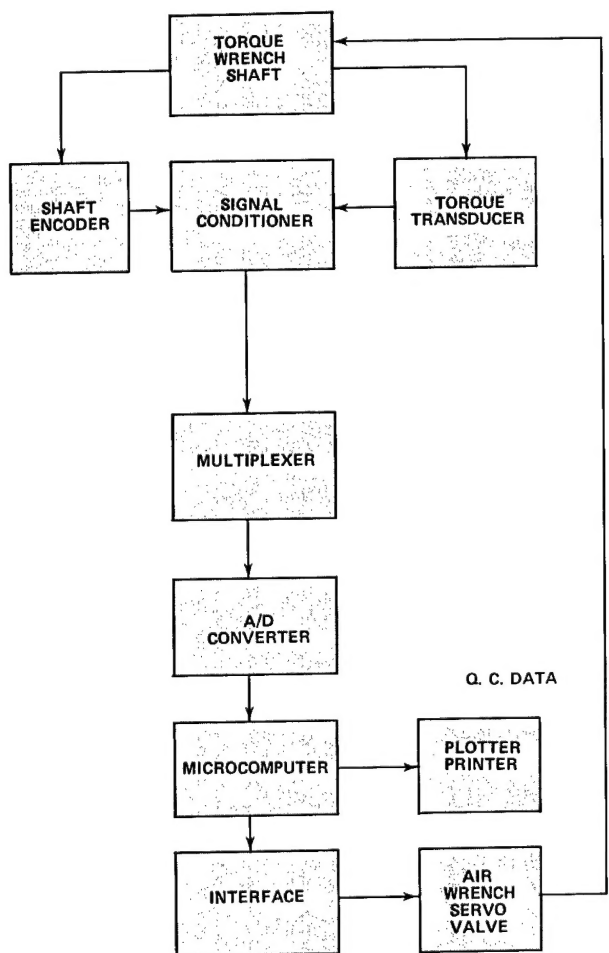 TORQUE
WRENCH
SHAFT
SHAFT
ENCODER
SIGNAL
CONDITIONER
TORQUE
TRANSDUCER
MULTIPLEXER
A/D
CONVERTER
Q. C. DATA
MICROCOMPUTER
PLOTTER
PRINTER
INTERFACE
AIR
WRENCH
SERVO
VALVE